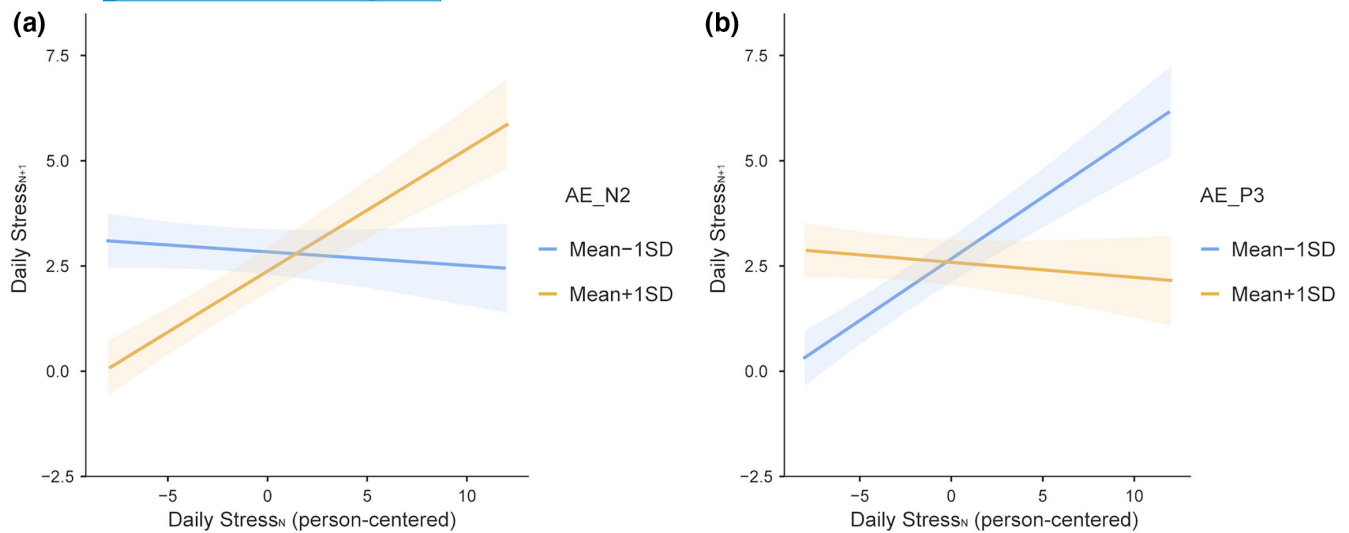 (a)
7.5
5.0
2.5
0.0
−2.5
Daily StressN+1
−5 0 5 10
Daily StressN (person-centered)
AE_N2
Mean−1SD
Mean+1SD
(b)
7.5
5.0
2.5
0.0
−2.5
Daily StressN+1
−5 0 5 10
Daily StressN (person-centered)
AE_P3
Mean−1SD
Mean+1SD